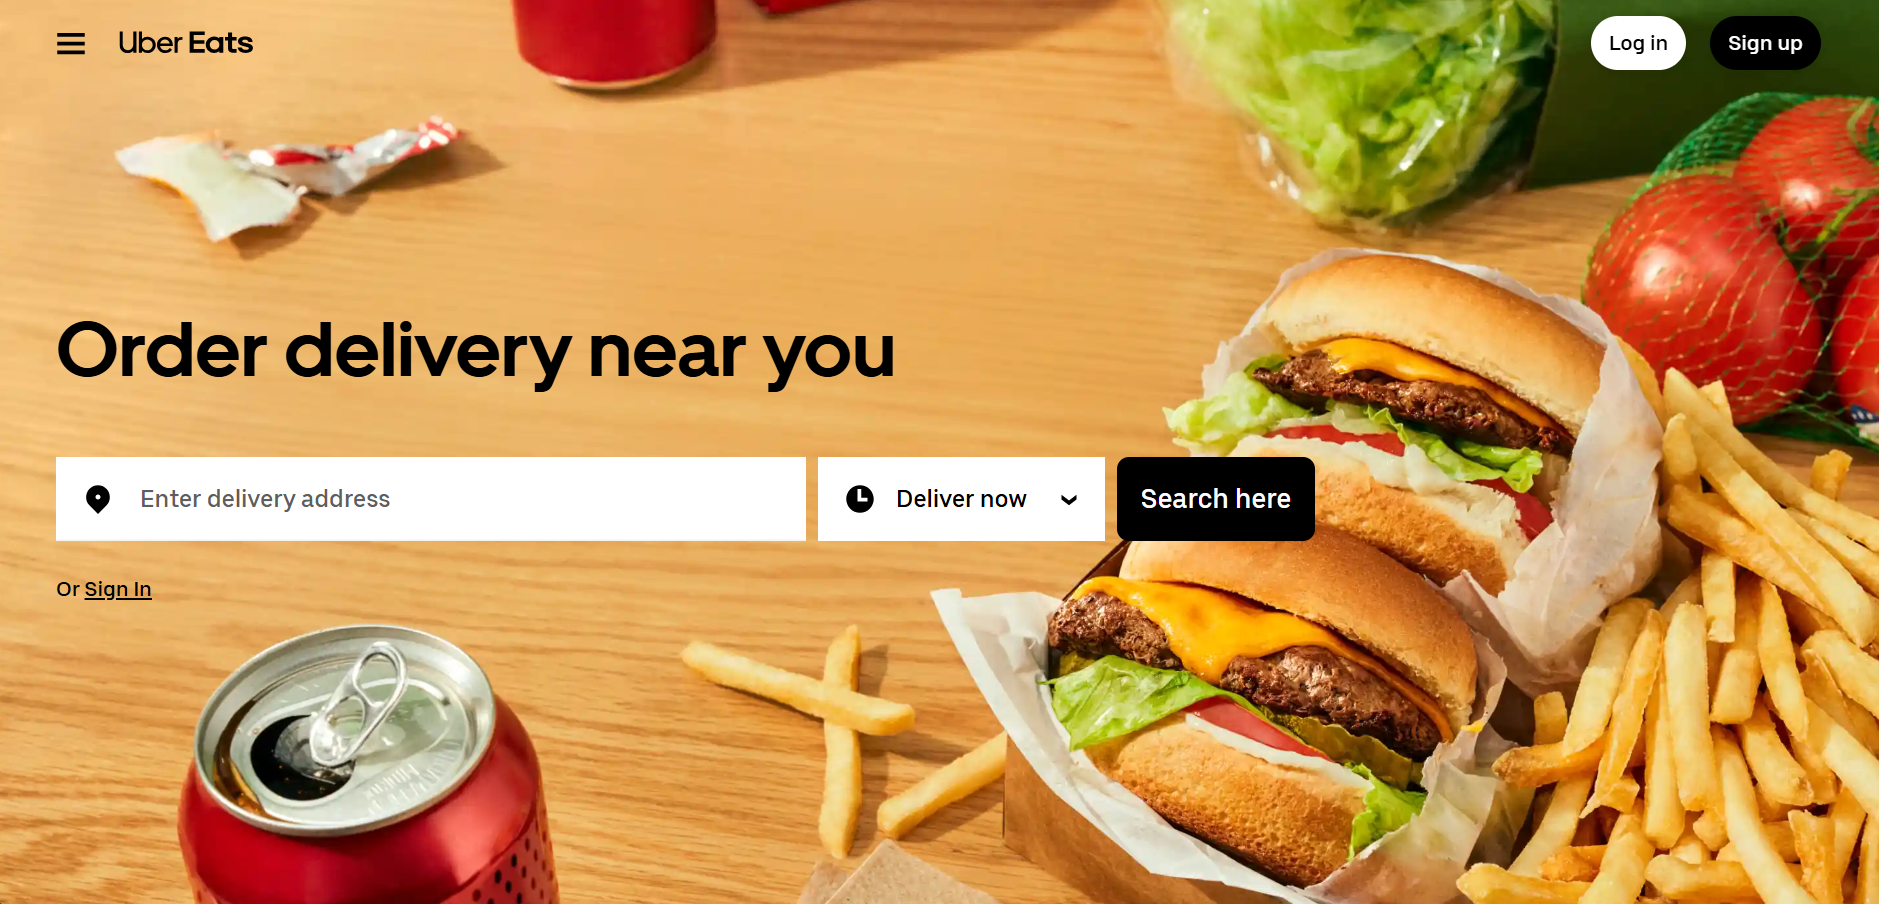 Uber Eats
Log in
Sign up
Order delivery near you
Enter delivery address
Deliver now
Search here
Or Sign In